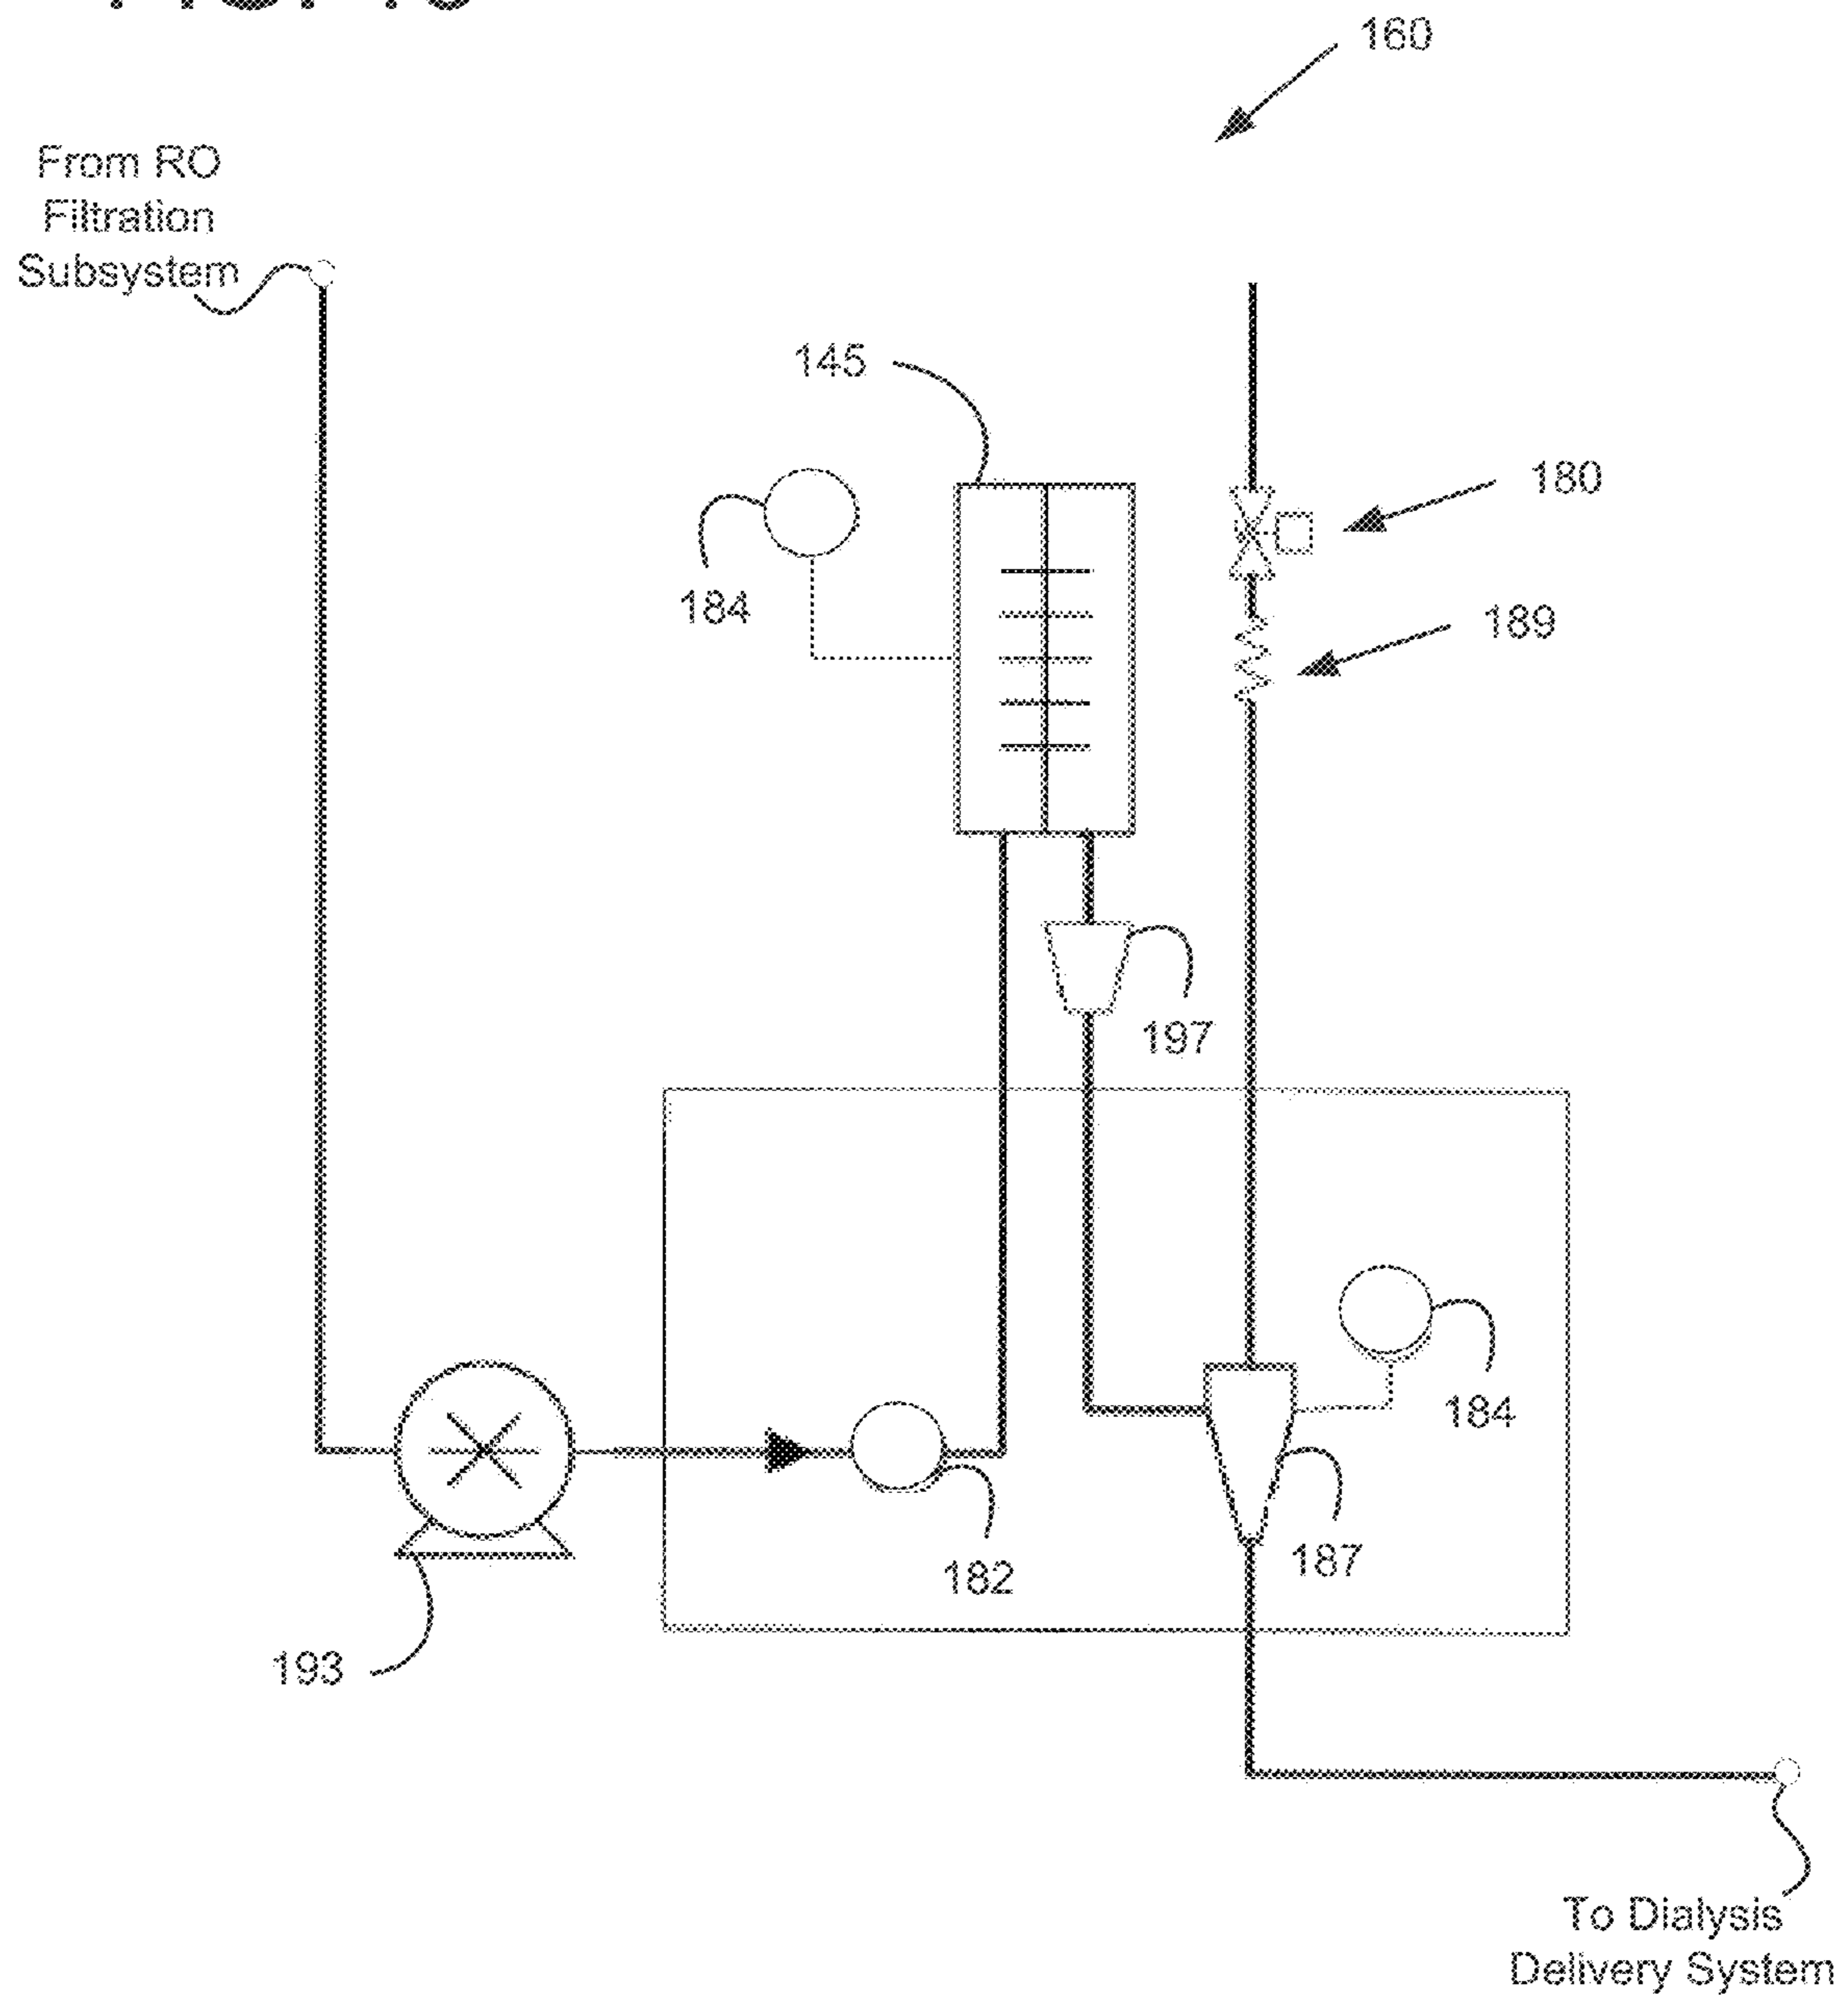 160
From RO
Filtration
Subsystem
145
180
184
189
197
184
182
187
193
To Dialysis
Delivery System